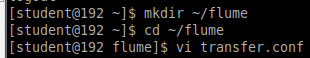 [student@192 ~]$ mkdir ~/flume
[student@192 ~]$ cd ~/flume
[student@192 flume]$ vi transfer.conf